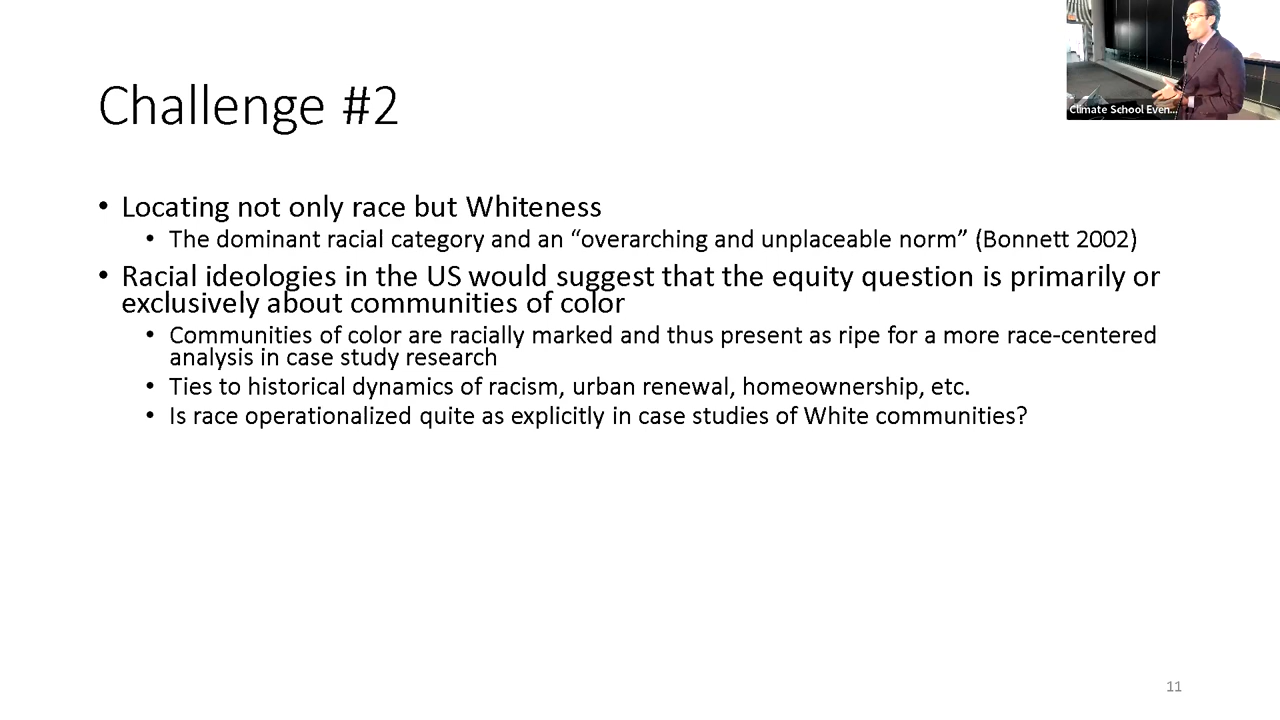 Climate School Even...
Challenge #2
• Locating not only race but Whiteness
• The dominant racial category and an “overarching and unplaceable norm” (Bonnett 2002)
• Racial ideologies in the US would suggest that the equity question is primarily or
exclusively about communities of color
• Communities of color are racially marked and thus present as ripe for a more race-centered
analysis in case study research
• Ties to historical dynamics of racism, urban renewal, homeownership, etc.
• Is race operationalized quite as explicitly in case studies of White communities?
11